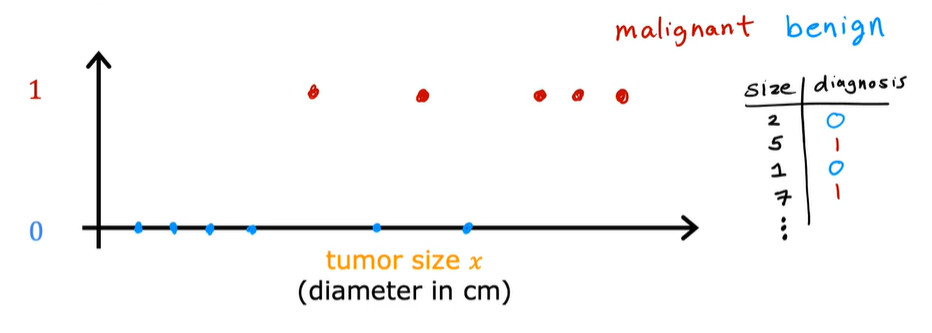 malignant benign
1
size diagnosis
2 0
5 1
1 0
7 1
⋮
0
tumor size x
(diameter in cm)